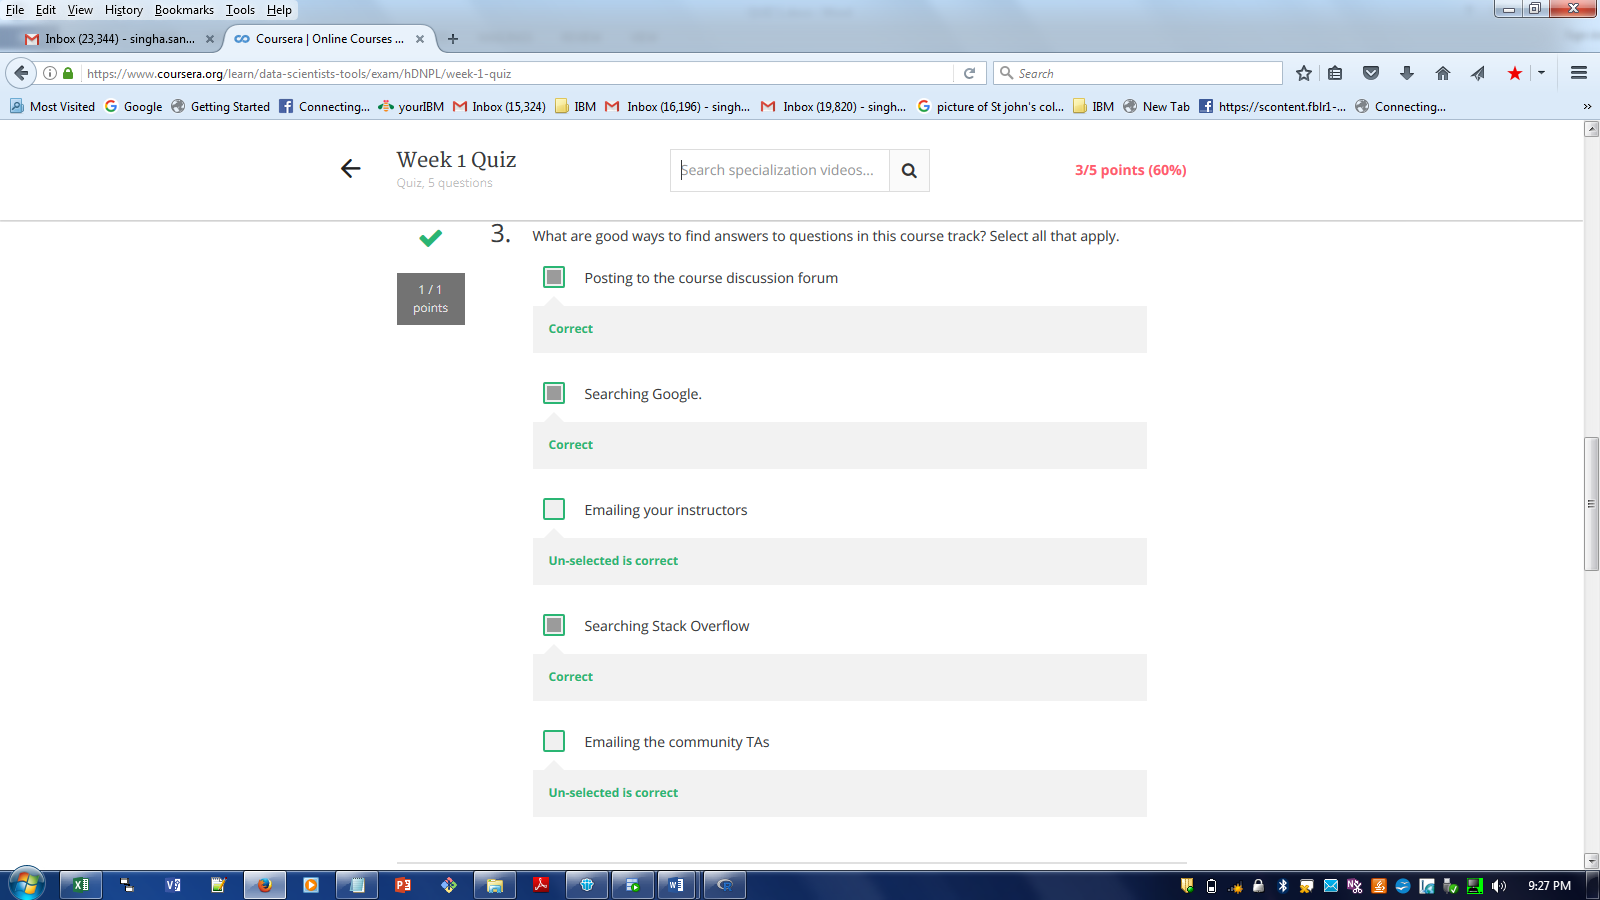 File Edit View History Bookmarks Tools Help
Inbox (23,344) - singha.san...
Coursera | Online Courses ...
https://www.coursera.org/learn/data-scientists-tools/exam/hDNPL/week-1-quiz
Search
Most Visited Google Getting Started Connecting... yourIBM Inbox (15,324) IBM Inbox (16,196) - singh... Inbox (19,820) - singh... picture of St john's col... IBM New Tab https://scontent.fblr1-... Connecting...
Week 1 Quiz
Quiz, 5 questions
Search specialization videos...
3/5 points (60%)
3. What are good ways to find answers to questions in this course track? Select all that apply.
1 / 1
points
Posting to the course discussion forum
Correct
Searching Google.
Correct
Emailing your instructors
Un-selected is correct
Searching Stack Overflow
Correct
Emailing the community TAs
Un-selected is correct
9:27 PM